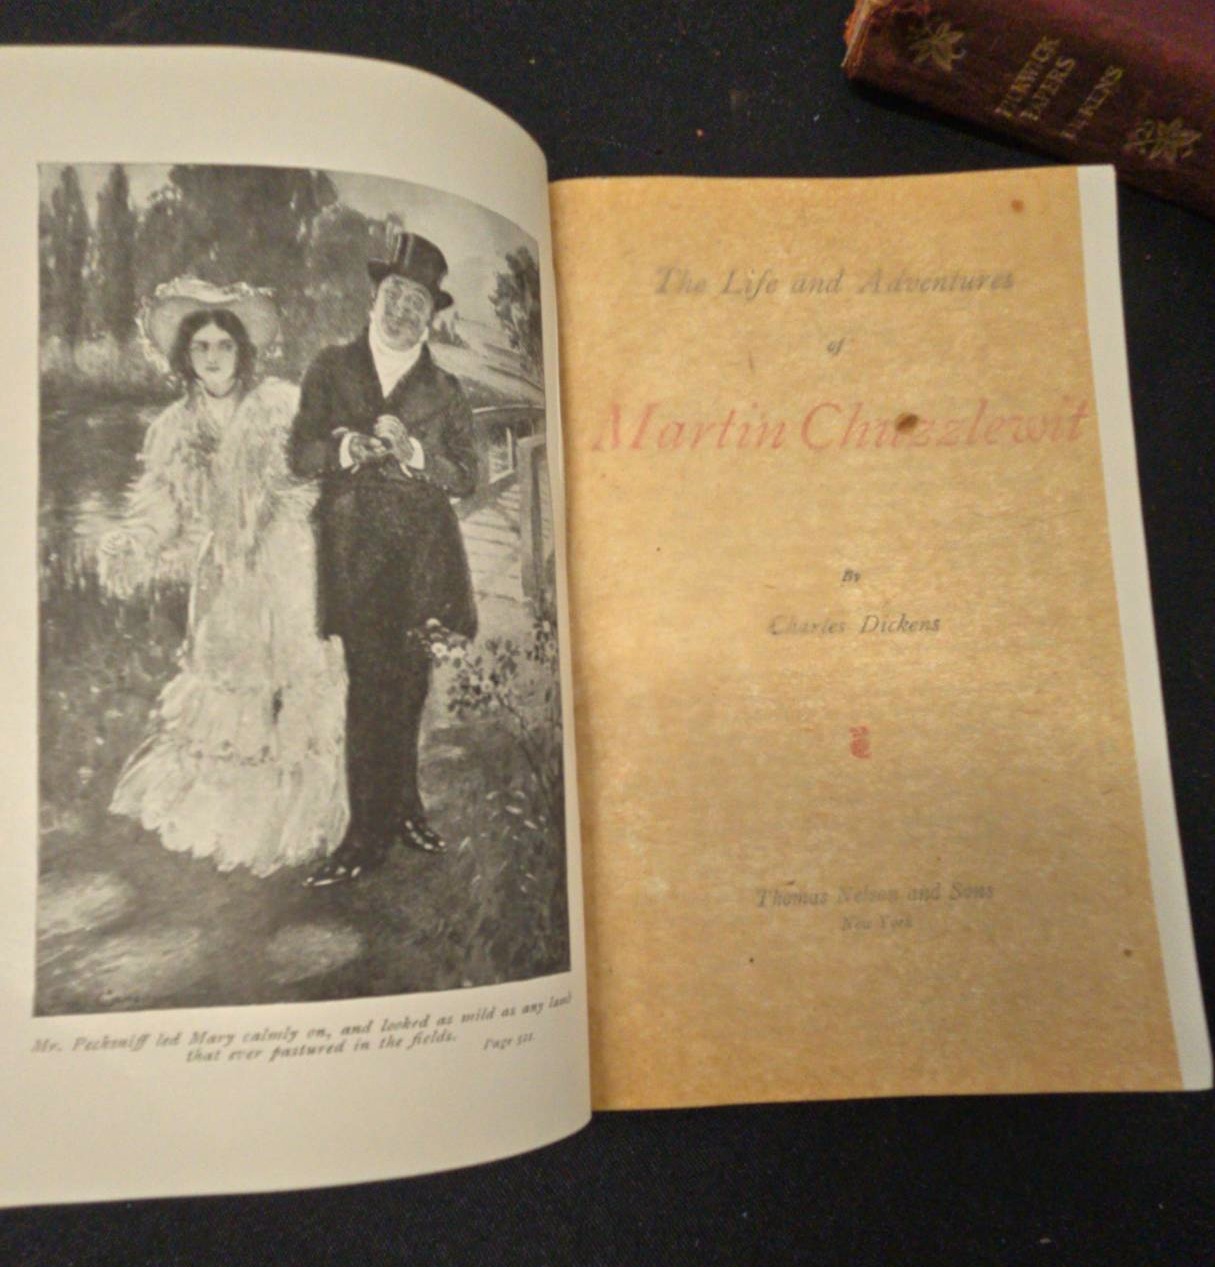 PICKWICK
PAPERS
DICKENS
The Life and Adventures
of
Martin Chuzzlewit
By
Charles Dickens
Thomas Nelson and Sons
New York
Mr. Pecksniff led Mary calmly on, and looked as mild as any lamb
that ever pastured in the fields. Page 521